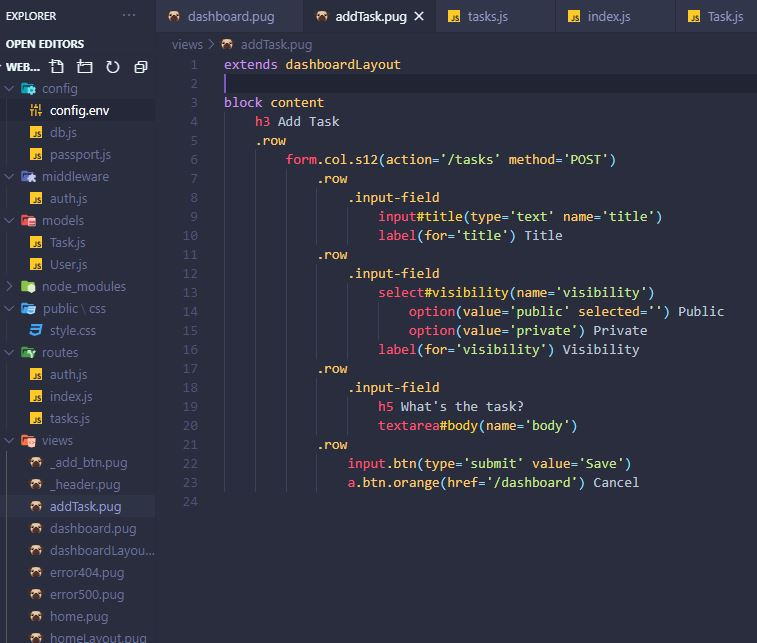 EXPLORER ...
dashboard.pug addTask.pug tasks.js index.js Task.js
OPEN EDITORS
views > addTask.pug
WEB...
config
config.env
db.js
passport.js
middleware
auth.js
models
Task.js
User.js
node_modules
public \ css
style.css
routes
auth.js
index.js
tasks.js
views
_add_btn.pug
_header.pug
addTask.pug
dashboard.pug
dashboardLayou...
error404.pug
error500.pug
home.pug
homeLayout.pug
1 extends dashboardLayout
2
3 block content
4 h3 Add Task
5 .row
6 form.col.s12(action='/tasks' method='POST')
7 .row
8 .input-field
9 input#title(type='text' name='title')
10 label(for='title') Title
11 .row
12 .input-field
13 select#visibility(name='visibility')
14 option(value='public' selected='') Public
15 option(value='private') Private
16 label(for='visibility') Visibility
17 .row
18 .input-field
19 h5 What's the task?
20 textarea#body(name='body')
21 .row
22 input.btn(type='submit' value='Save')
23 a.btn.orange(href='/dashboard') Cancel
24